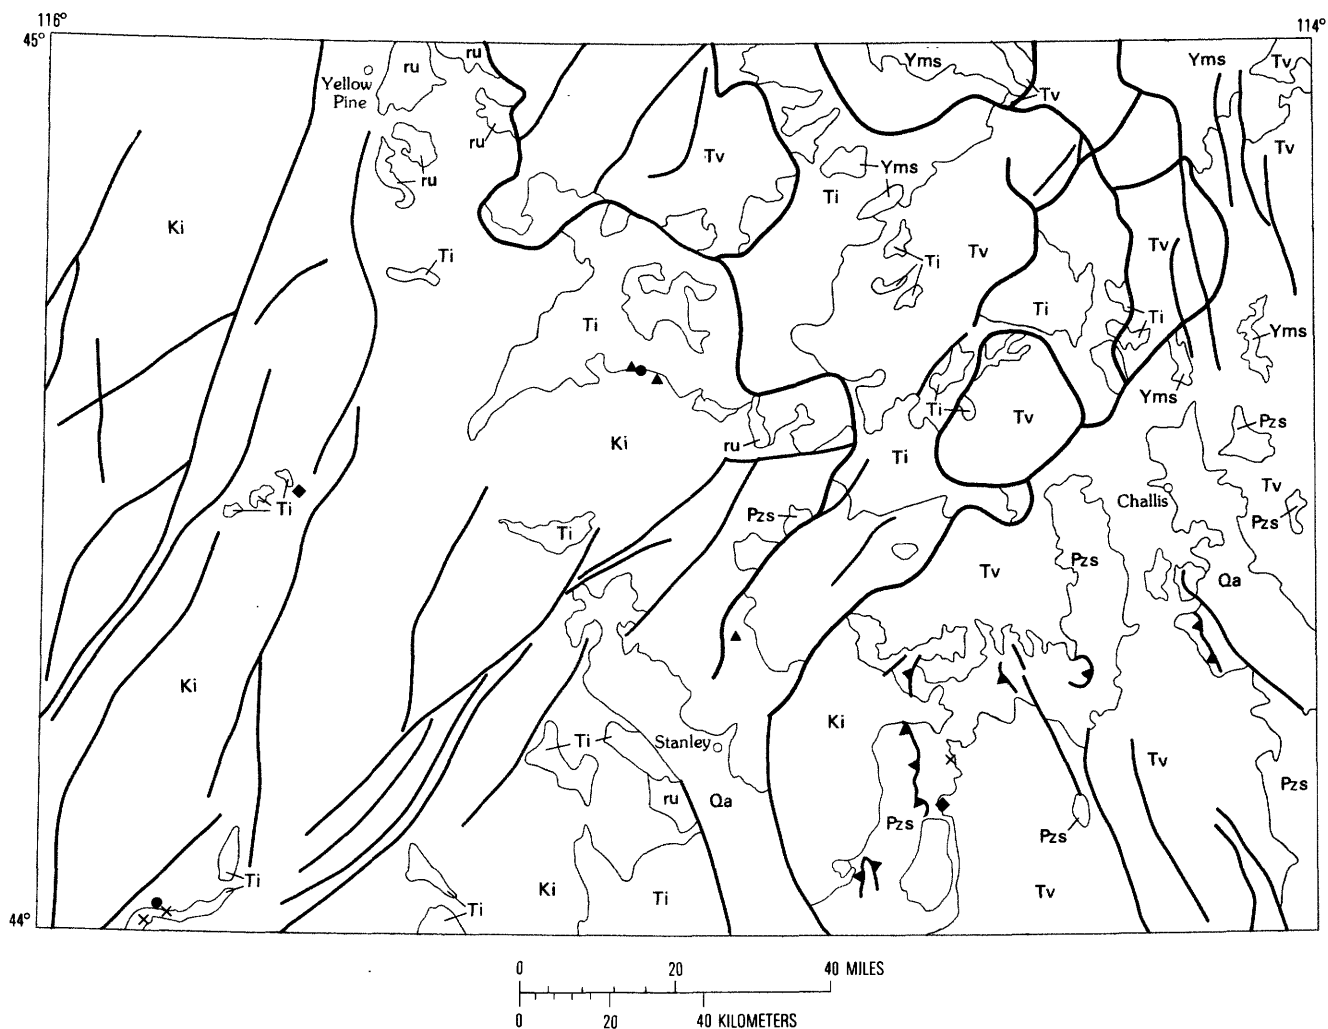 116°
114°
45°
Yellow
Pine
ru
ru
Yms
Tv
Yms
Tv
ru
Tv
Yms
Tv
ru
Ti
Ki
Ti
Tv
Ti
Tv
Ti
Ti
Ti
Yms
Ti
Yms
Ti
Tv
Pzs
Ki
ru
Ti
Challis
Tv
Pzs
Ti
Ti
Pzs
Tv
Pzs
Qa
Ki
Ki
Ti
Stanley
Tv
Pzs
ru
Qa
Pzs
Pzs
Ti
Ki
Ti
Tv
Ti
44°
0 20 40 MILES
0 20 40 KILOMETERS